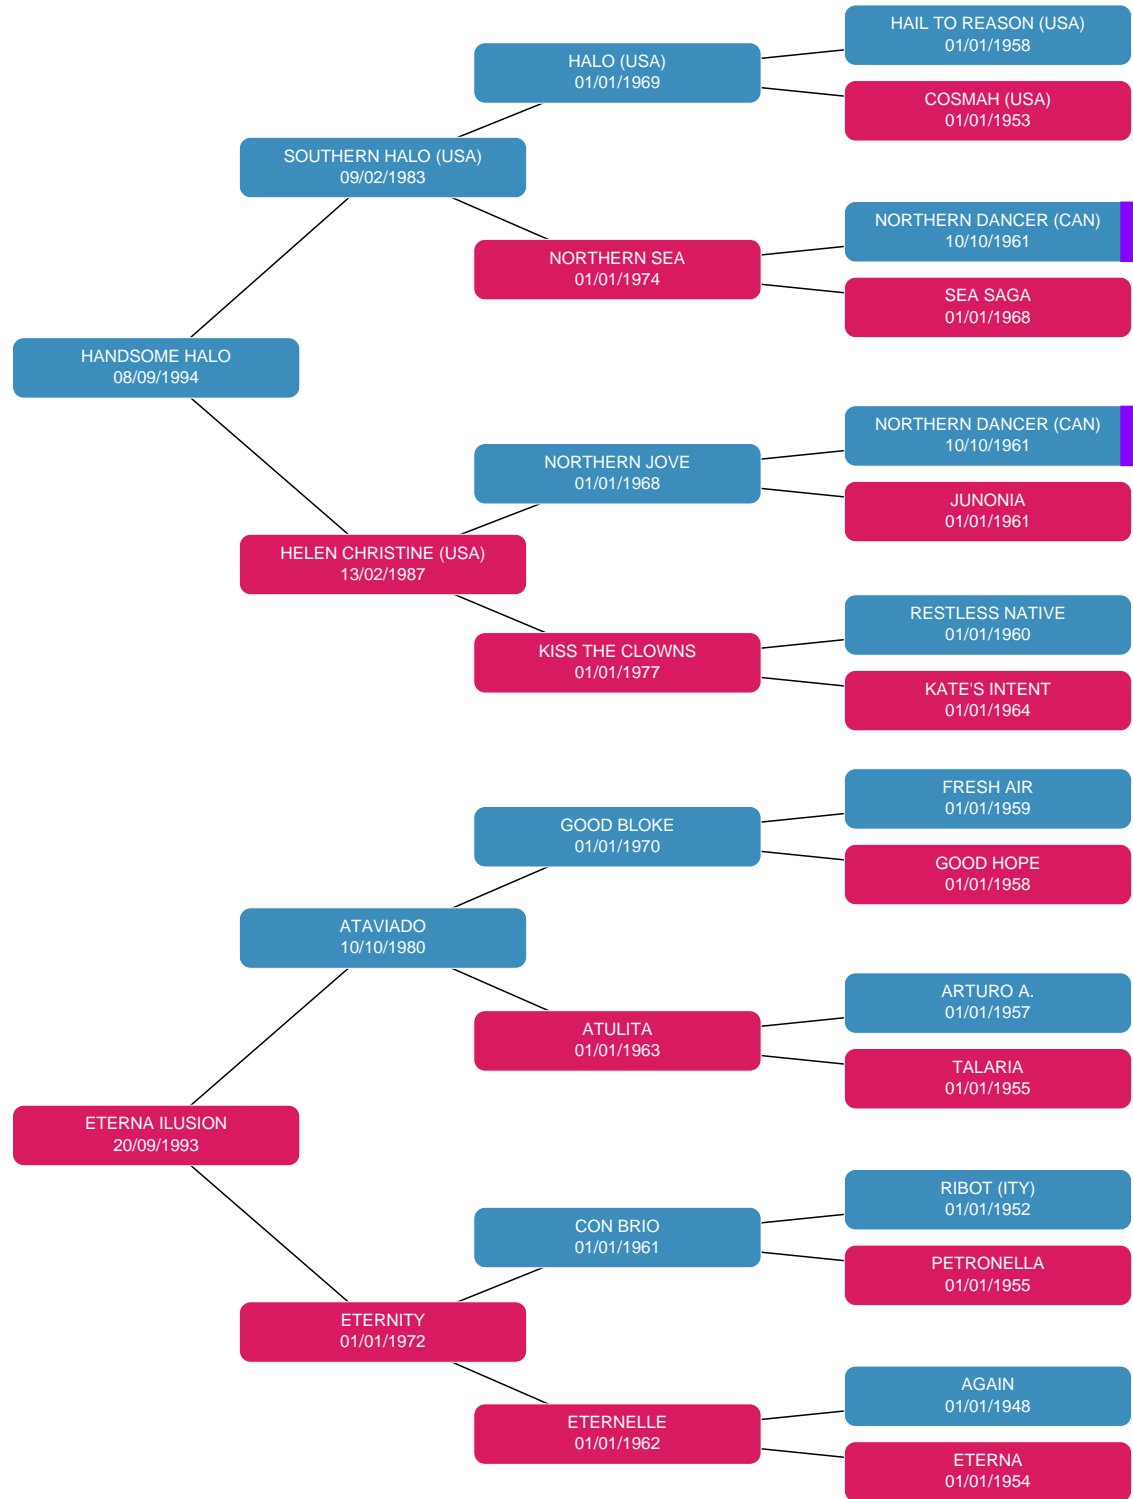 HAIL TO REASON (USA)
01/01/1958
HALO (USA)
01/01/1969
COSMAH (USA)
01/01/1953
SOUTHERN HALO (USA)
09/02/1983
NORTHERN DANCER (CAN)
10/10/1961
NORTHERN SEA
01/01/1974
SEA SAGA
01/01/1968
HANDSOME HALO
08/09/1994
NORTHERN DANCER (CAN)
10/10/1961
NORTHERN JOVE
01/01/1968
JUNONIA
01/01/1961
HELEN CHRISTINE (USA)
13/02/1987
RESTLESS NATIVE
01/01/1960
KISS THE CLOWNS
01/01/1977
KATE'S INTENT
01/01/1964
FRESH AIR
01/01/1959
GOOD BLOKE
01/01/1970
GOOD HOPE
01/01/1958
ATAVIADO
10/10/1980
ARTURO A.
01/01/1957
ATULITA
01/01/1963
TALARIA
01/01/1955
ETERNA ILUSION
20/09/1993
RIBOT (ITY)
01/01/1952
CON BRIO
01/01/1961
PETRONELLA
01/01/1955
ETERNITY
01/01/1972
AGAIN
01/01/1948
ETERNELLE
01/01/1962
ETERNA
01/01/1954